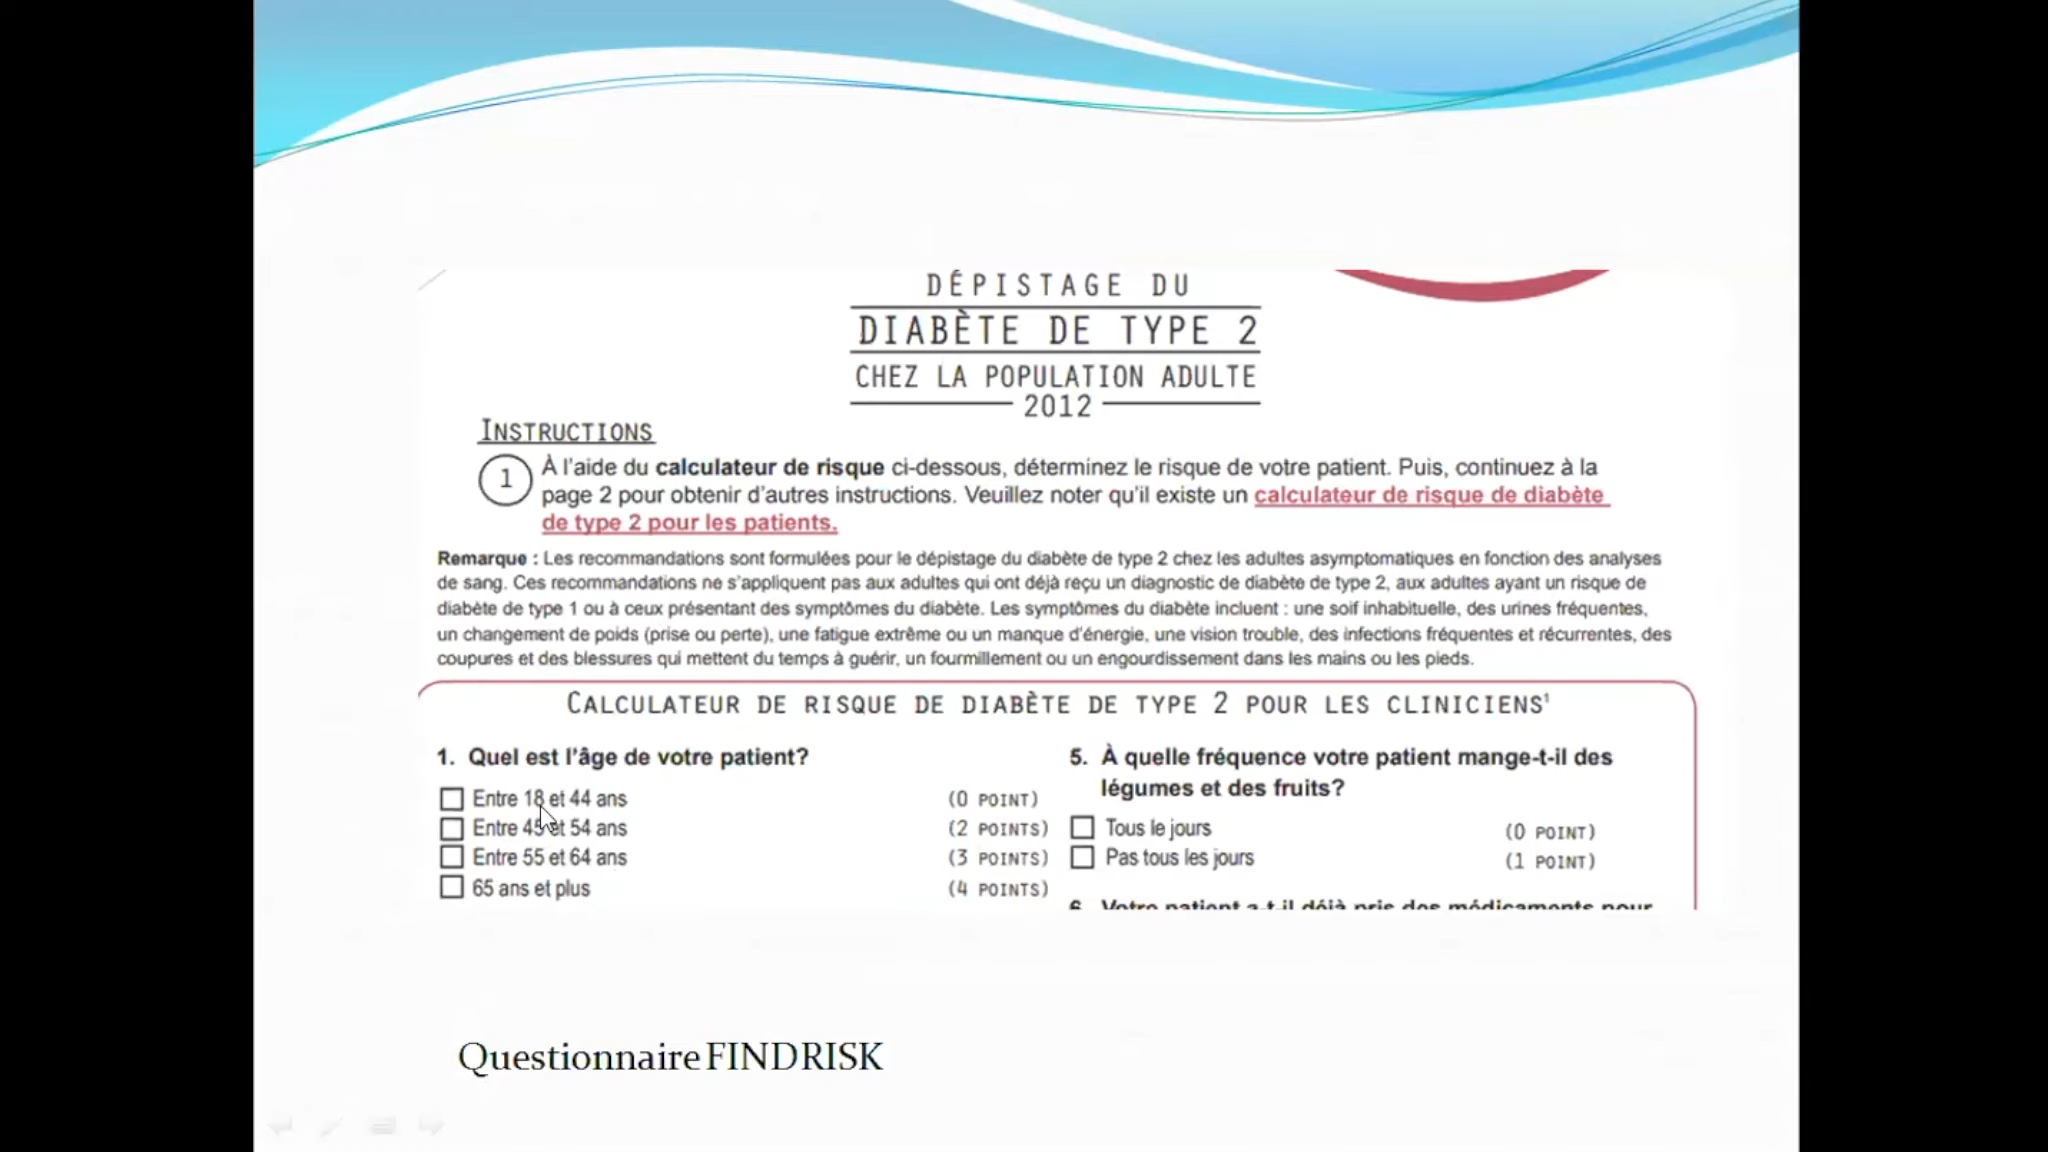 DÉPISTAGE DU
DIABÈTE DE TYPE 2
CHEZ LA POPULATION ADULTE
2012
INSTRUCTIONS
1 À l'aide du calculateur de risque ci-dessous, déterminez le risque de votre patient. Puis, continuez à la
page 2 pour obtenir d'autres instructions. Veuillez noter qu'il existe un calculateur de risque de diabète
de type 2 pour les patients.
Remarque : Les recommandations sont formulées pour le dépistage du diabète de type 2 chez les adultes asymptomatiques en fonction des analyses
de sang. Ces recommandations ne s'appliquent pas aux adultes qui ont déjà reçu un diagnostic de diabète de type 2, aux adultes ayant un risque de
diabète de type 1 ou à ceux présentant des symptômes du diabète. Les symptômes du diabète incluent : une soif inhabituelle, des urines fréquentes,
un changement de poids (prise ou perte), une fatigue extrême ou un manque d'énergie, une vision trouble, des infections fréquentes et récurrentes, des
coupures et des blessures qui mettent du temps à guérir, un fourmillement ou un engourdissement dans les mains ou les pieds.
CALCULATEUR DE RISQUE DE DIABÈTE DE TYPE 2 POUR LES CLINICIENS¹
1. Quel est l'âge de votre patient?
Entre 18 et 44 ans (0 POINT)
Entre 45 et 54 ans (2 POINTS)
Entre 55 et 64 ans (3 POINTS)
65 ans et plus (4 POINTS)
5. À quelle fréquence votre patient mange-t-il des
légumes et des fruits?
Tous le jours (0 POINT)
Pas tous les jours (1 POINT)
6. Votre patient a-t-il déjà pris des médicaments pour
Questionnaire FINDRISK